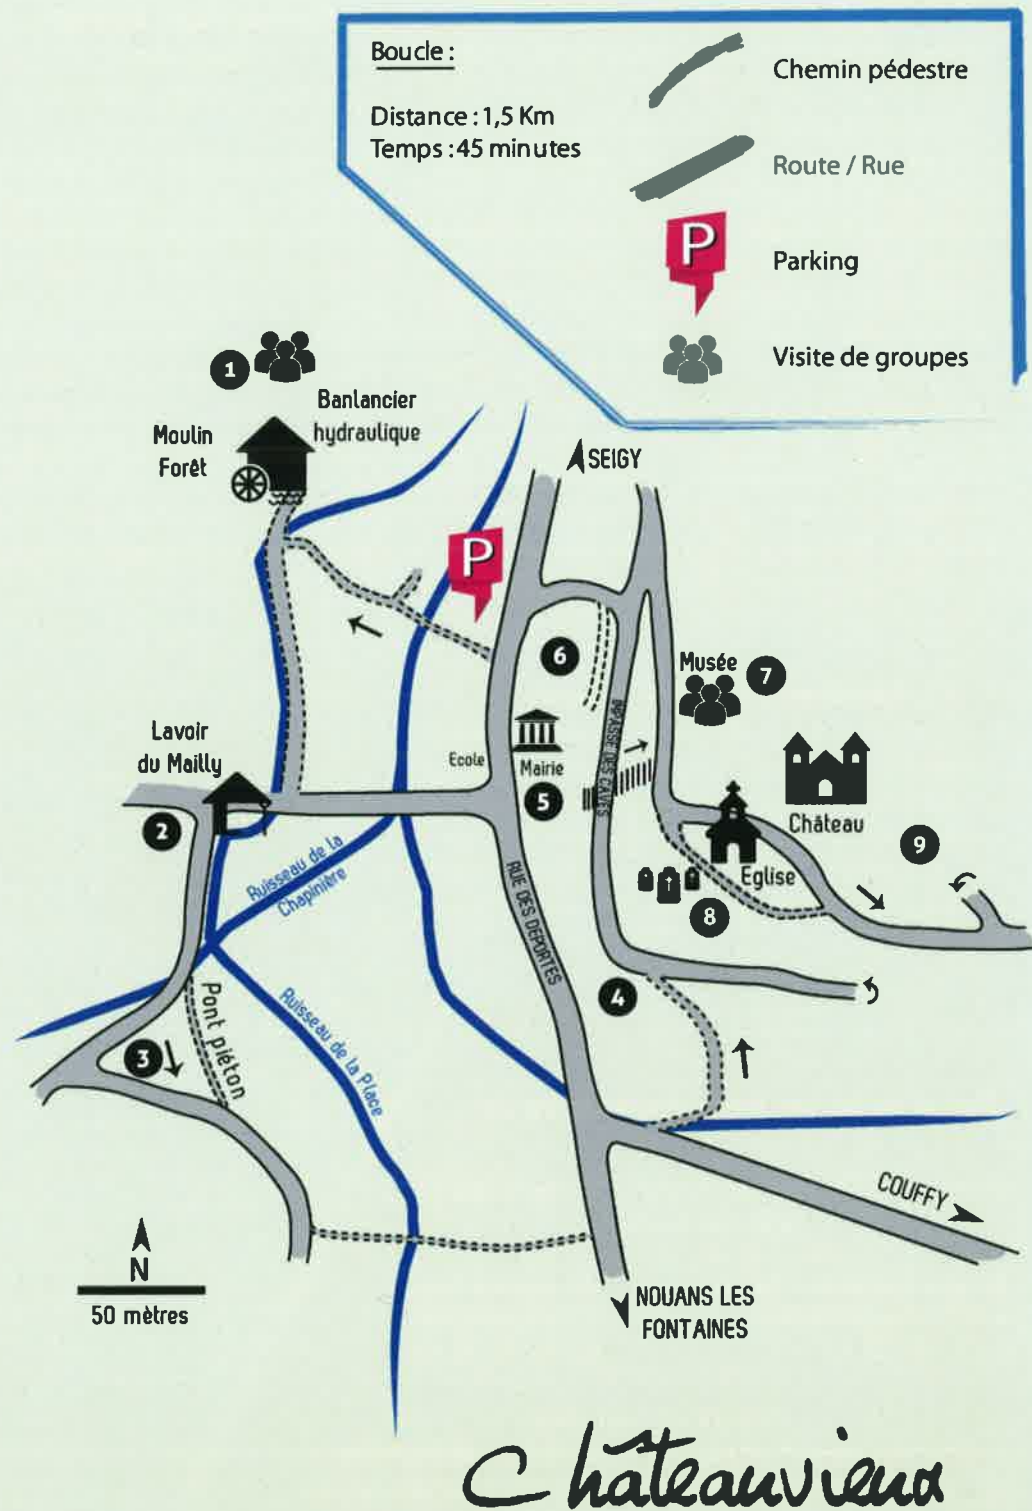 Boucle :
Distance : 1,5 Km
Temps : 45 minutes
Chemin pédestre
Route / Rue
P
Parking
Visite de groupes
1
Banlancier
hydraulique
Moulin
Forêt
SEIGY
P
6
Musée
7
Lavoir
du Mailly
Ecole
Mairie
IMPASSE DES CAVES
Château
2
5
9
Ruisseau de la
Chapinière
RUE DES DEPORTES
Eglise
8
4
Pont piéton
3
Ruisseau de la Place
COUFFY
N
50 mètres
NOUANS LES
FONTAINES
Châteauvieux